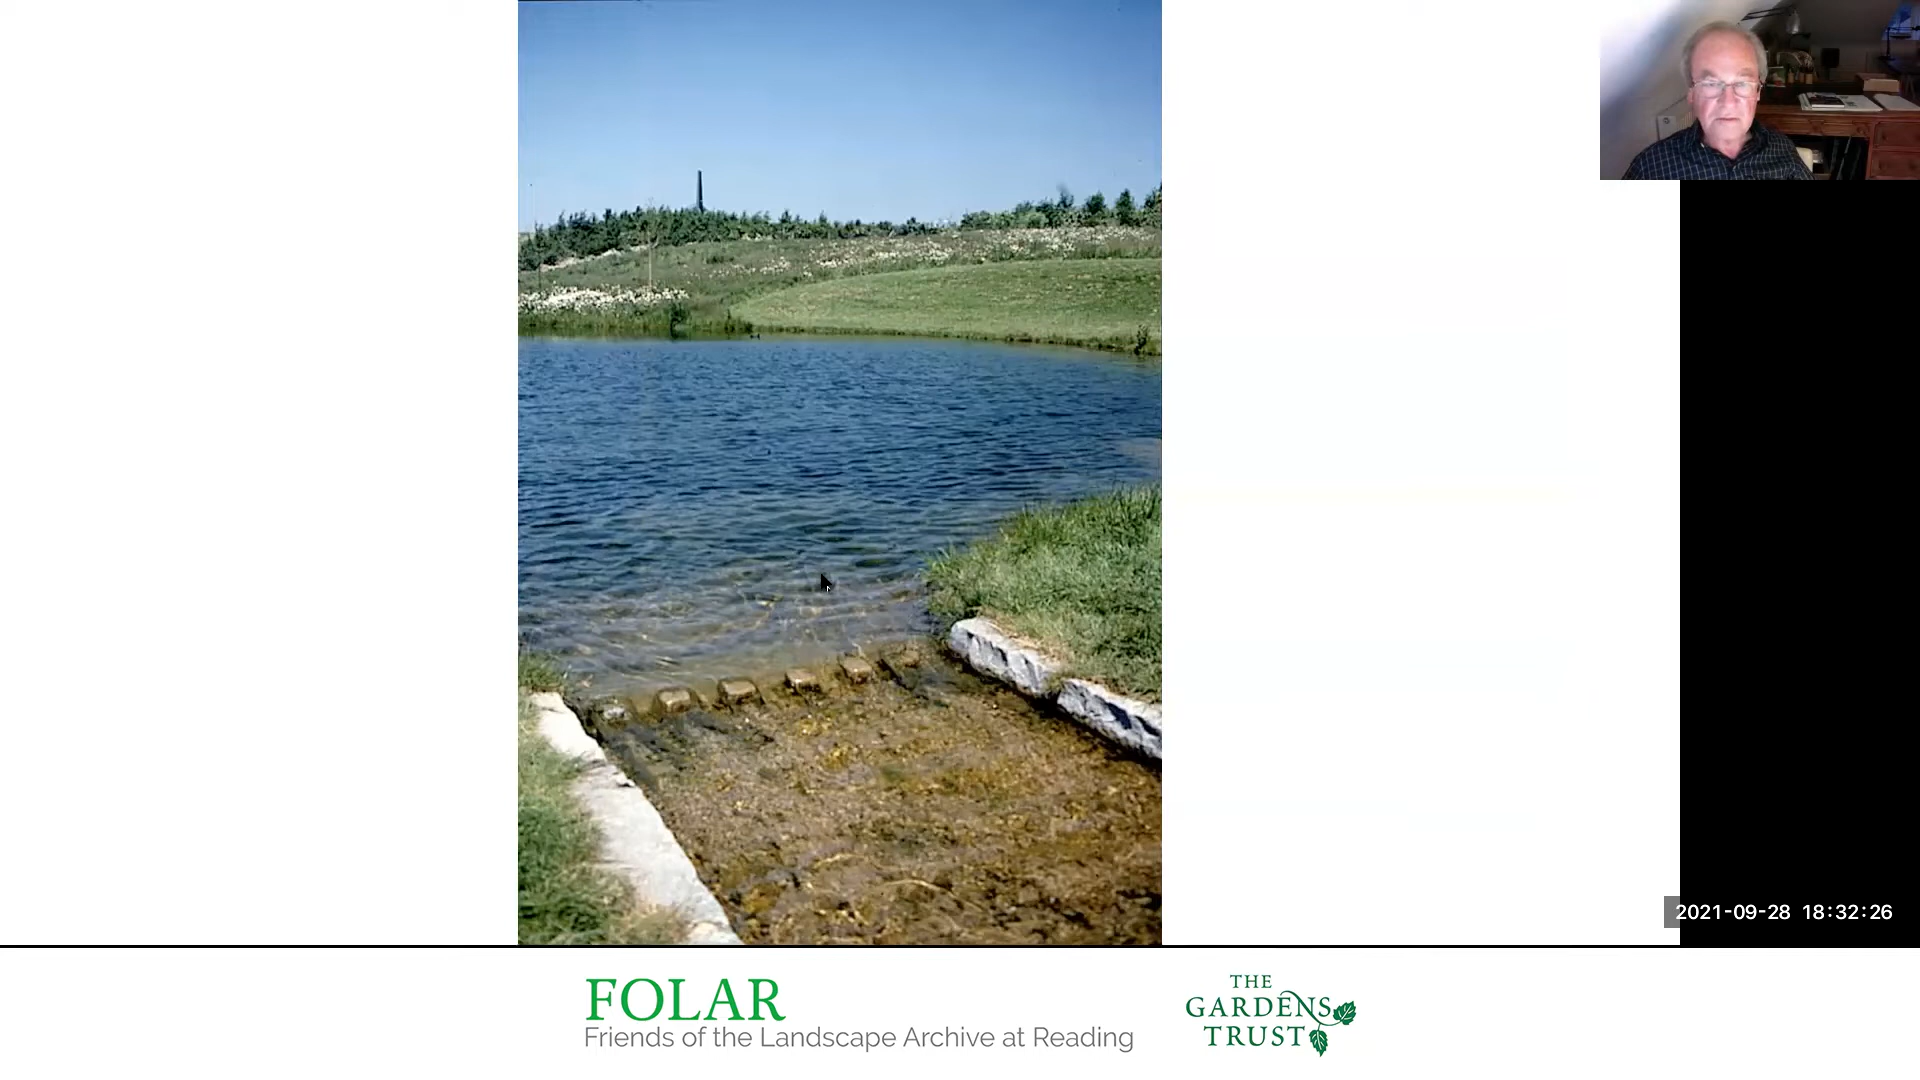 2021-09-28 18:32:26
FOLAR
Friends of the Landscape Archive at Reading
THE
GARDENS
TRUST